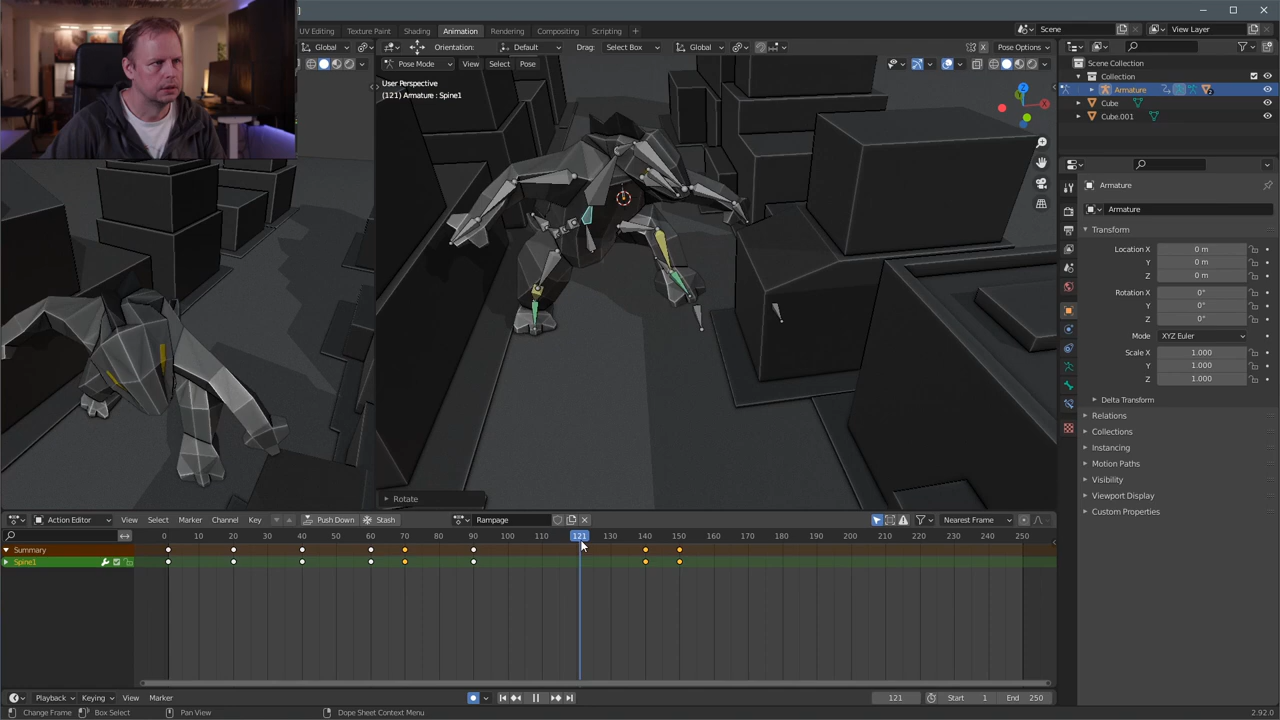 UV Editing Texture Paint Shading Animation Rendering Compositing Scripting + Scene View Layer
Global Orientation: Default Drag: Select Box Global Pose Options
Pose Mode View Select Pose
User Perspective
(121) Armature : Spine1
Scene Collection
Collection
Armature
Cube
Cube.001
Armature
Armature
Transform
Location X 0 m
Y 0 m
Z 0 m
Rotation X 0°
Y 0°
Z 0°
Mode XYZ Euler
Scale X 1.000
Y 1.000
Z 1.000
Delta Transform
Relations
Collections
Instancing
Motion Paths
Visibility
Viewport Display
Custom Properties
Rotate
Action Editor View Select Marker Channel Key Push Down Stash Rampage Nearest Frame
0 10 20 30 40 50 60 70 80 90 100 110 121 130 140 150 160 170 180 190 200 210 220 230 240 250
Summary
Spine1
Playback Keying View Marker 121 Start 1 End 250
Change Frame Box Select Pan View Dope Sheet Context Menu 2.92.0